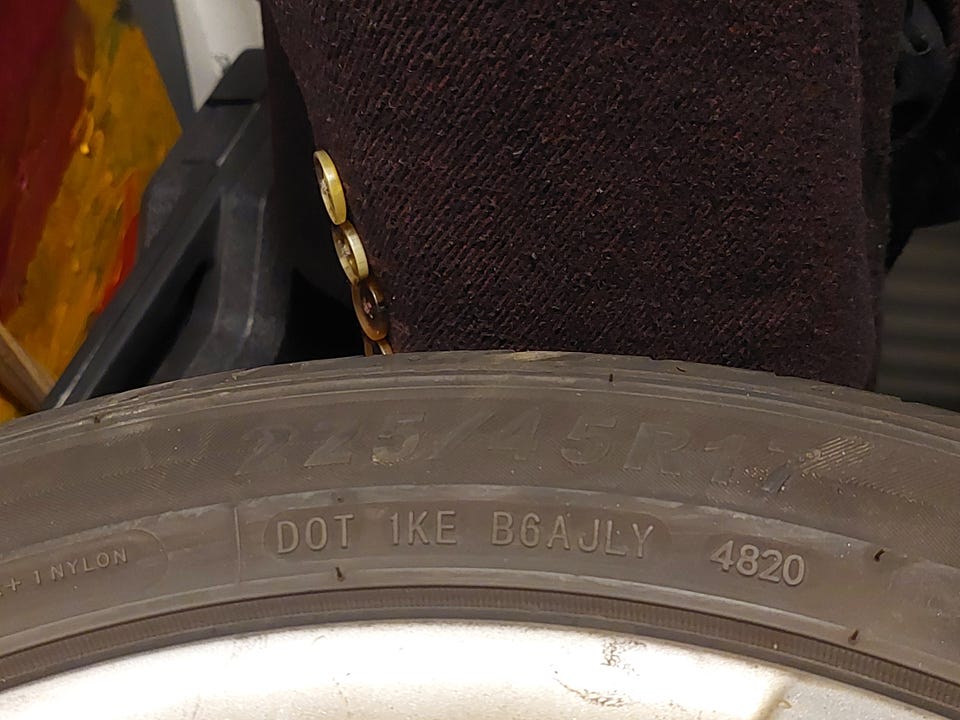 225/45R17
+ 1 NYLON
DOT 1KE B6AJLY 4820